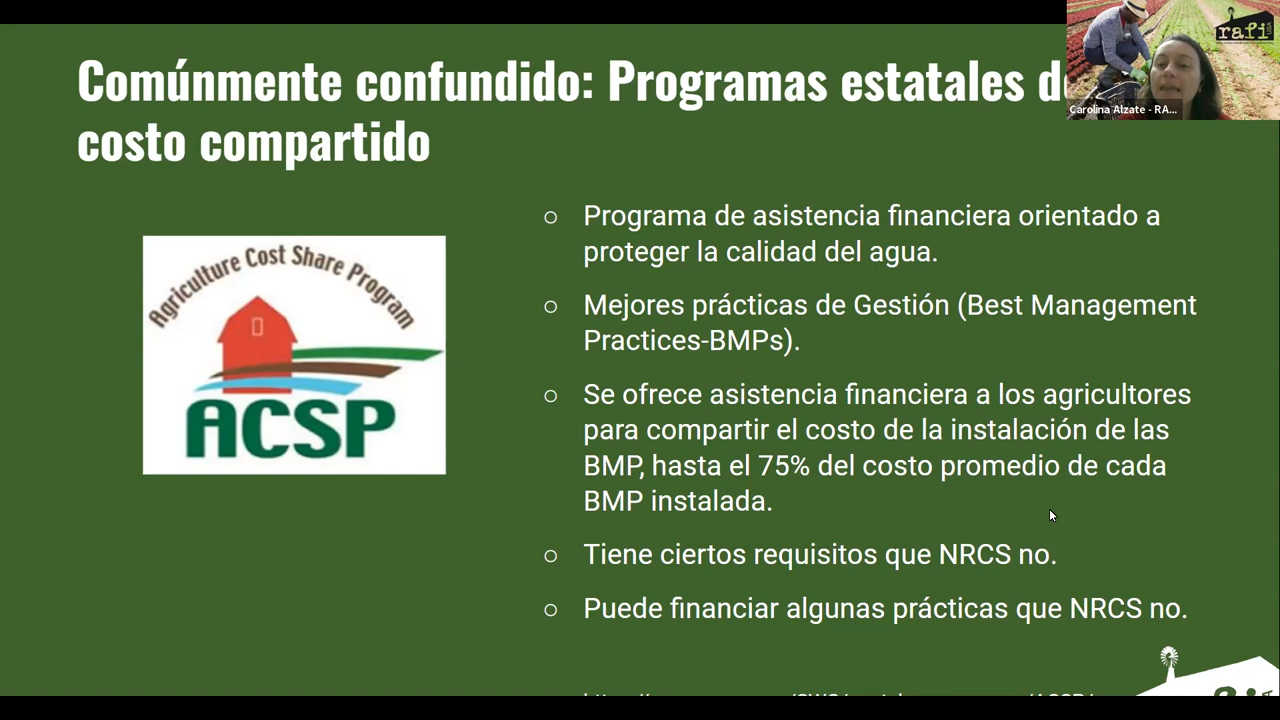 Comúnmente confundido: Programas estatales de
costo compartido
rafi
Carolina Alzate - RA...
Agriculture Cost Share Program
ACSP
○ Programa de asistencia financiera orientado a
proteger la calidad del agua.
○ Mejores prácticas de Gestión (Best Management
Practices-BMPs).
○ Se ofrece asistencia financiera a los agricultores
para compartir el costo de la instalación de las
BMP, hasta el 75% del costo promedio de cada
BMP instalada.
○ Tiene ciertos requisitos que NRCS no.
○ Puede financiar algunas prácticas que NRCS no.